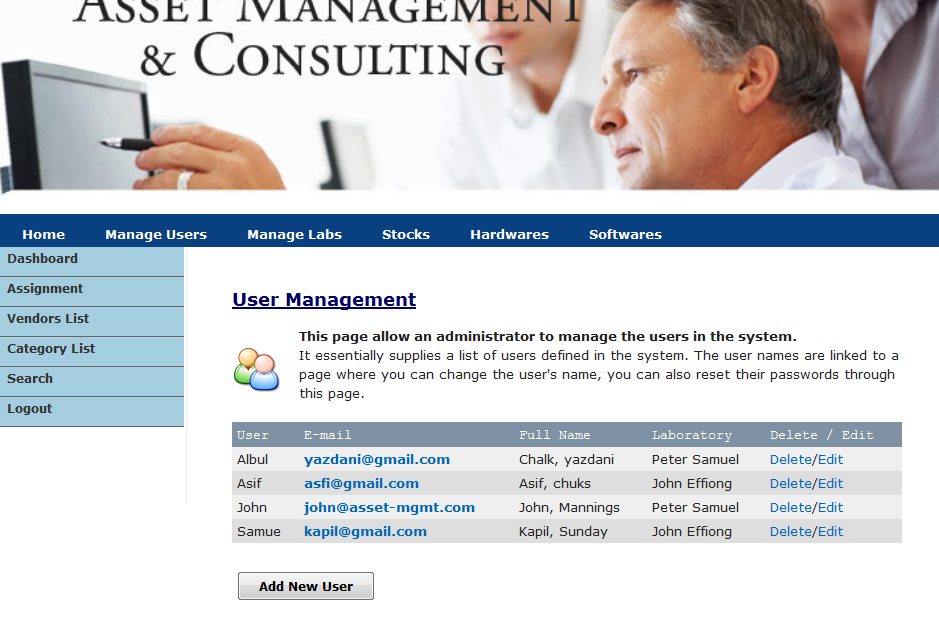 ASSET MANAGEMENT
& CONSULTING
Home Manage Users Manage Labs Stocks Hardwares Softwares
Dashboard
Assignment
Vendors List
Category List
Search
Logout
User Management
This page allow an administrator to manage the users in the system.
It essentially supplies a list of users defined in the system. The user names are linked to a
page where you can change the user's name, you can also reset their passwords through
this page.
User E-mail Full Name Laboratory Delete / Edit
Albul yazdani@gmail.com Chalk, yazdani Peter Samuel Delete/Edit
Asif asfi@gmail.com Asif, chuks John Effiong Delete/Edit
John john@asset-mgmt.com John, Mannings Peter Samuel Delete/Edit
Samue kapil@gmail.com Kapil, Sunday John Effiong Delete/Edit
Add New User